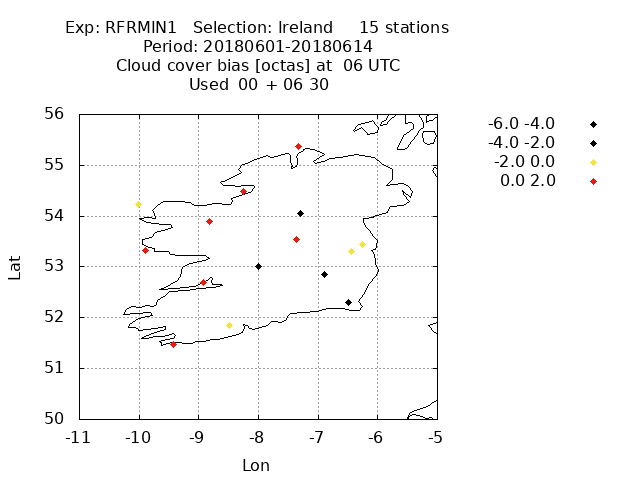 Exp: RFRMIN1 Selection: Ireland 15 stations
Period: 20180601-20180614
Cloud cover bias [octas] at 06 UTC
Used 00 + 06 30
56
55
54
53
52
51
50
-11 -10 -9 -8 -7 -6 -5
Lat
Lon
-6.0 -4.0
-4.0 -2.0
-2.0 0.0
0.0 2.0